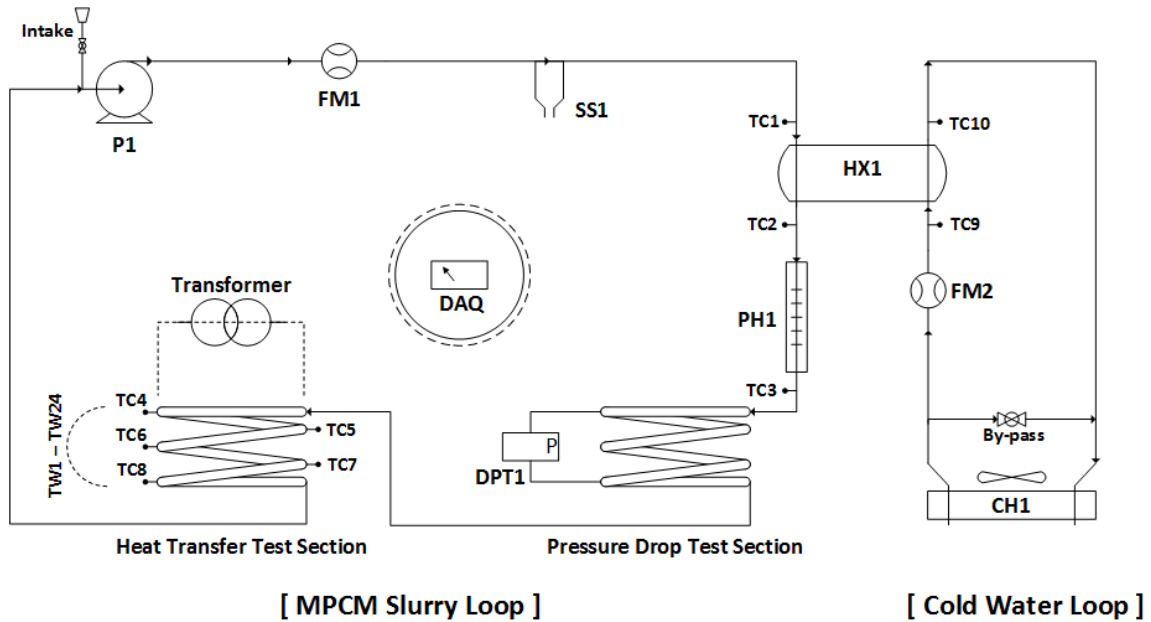 Intake
P1
FM1
SS1
TC1
TC10
HX1
TC2
TC9
FM2
PH1
TC3
DAQ
Transformer
TC4
TC5
TC6
TC7
TC8
TW1 – TW24
P
DPT1
By-pass
CH1
Heat Transfer Test Section
Pressure Drop Test Section
[ MPCM Slurry Loop ]
[ Cold Water Loop ]